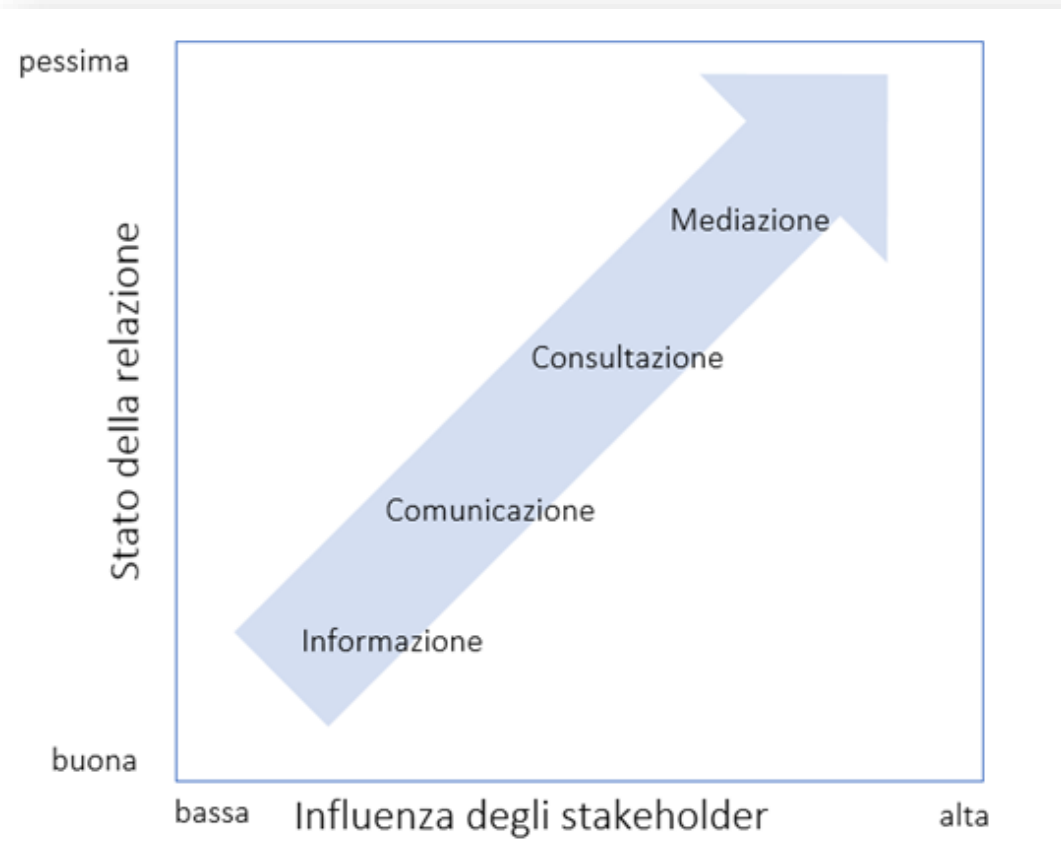 pessima
Stato della relazione
Mediazione
Consultazione
Comunicazione
Informazione
buona
bassa
Influenza degli stakeholder
alta